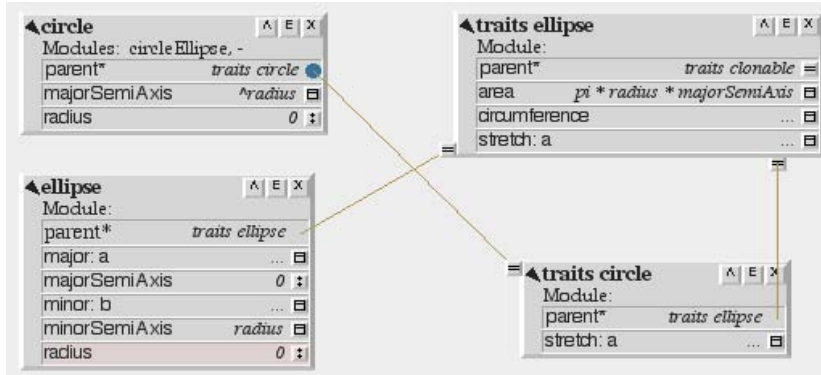 circle
Modules: circleEllipse, -
parent* traits circle
majorSemiAxis ^radius
radius 0
ellipse
Module:
parent* traits ellipse
major: a ...
majorSemiAxis 0
minor: b ...
minorSemiAxis radius
radius 0
traits ellipse
Module:
parent* traits clonable =
area pi * radius * majorSemiAxis
circumference ...
stretch: a ...
traits circle
Module:
parent* traits ellipse
stretch: a ...